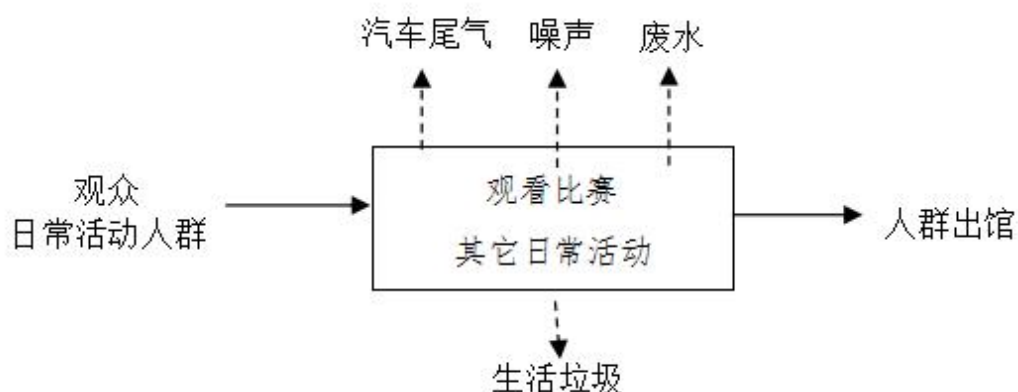 汽车尾气 噪声 废水
观众
日常活动人群
观看比赛
其它日常活动
人群出馆
生活垃圾